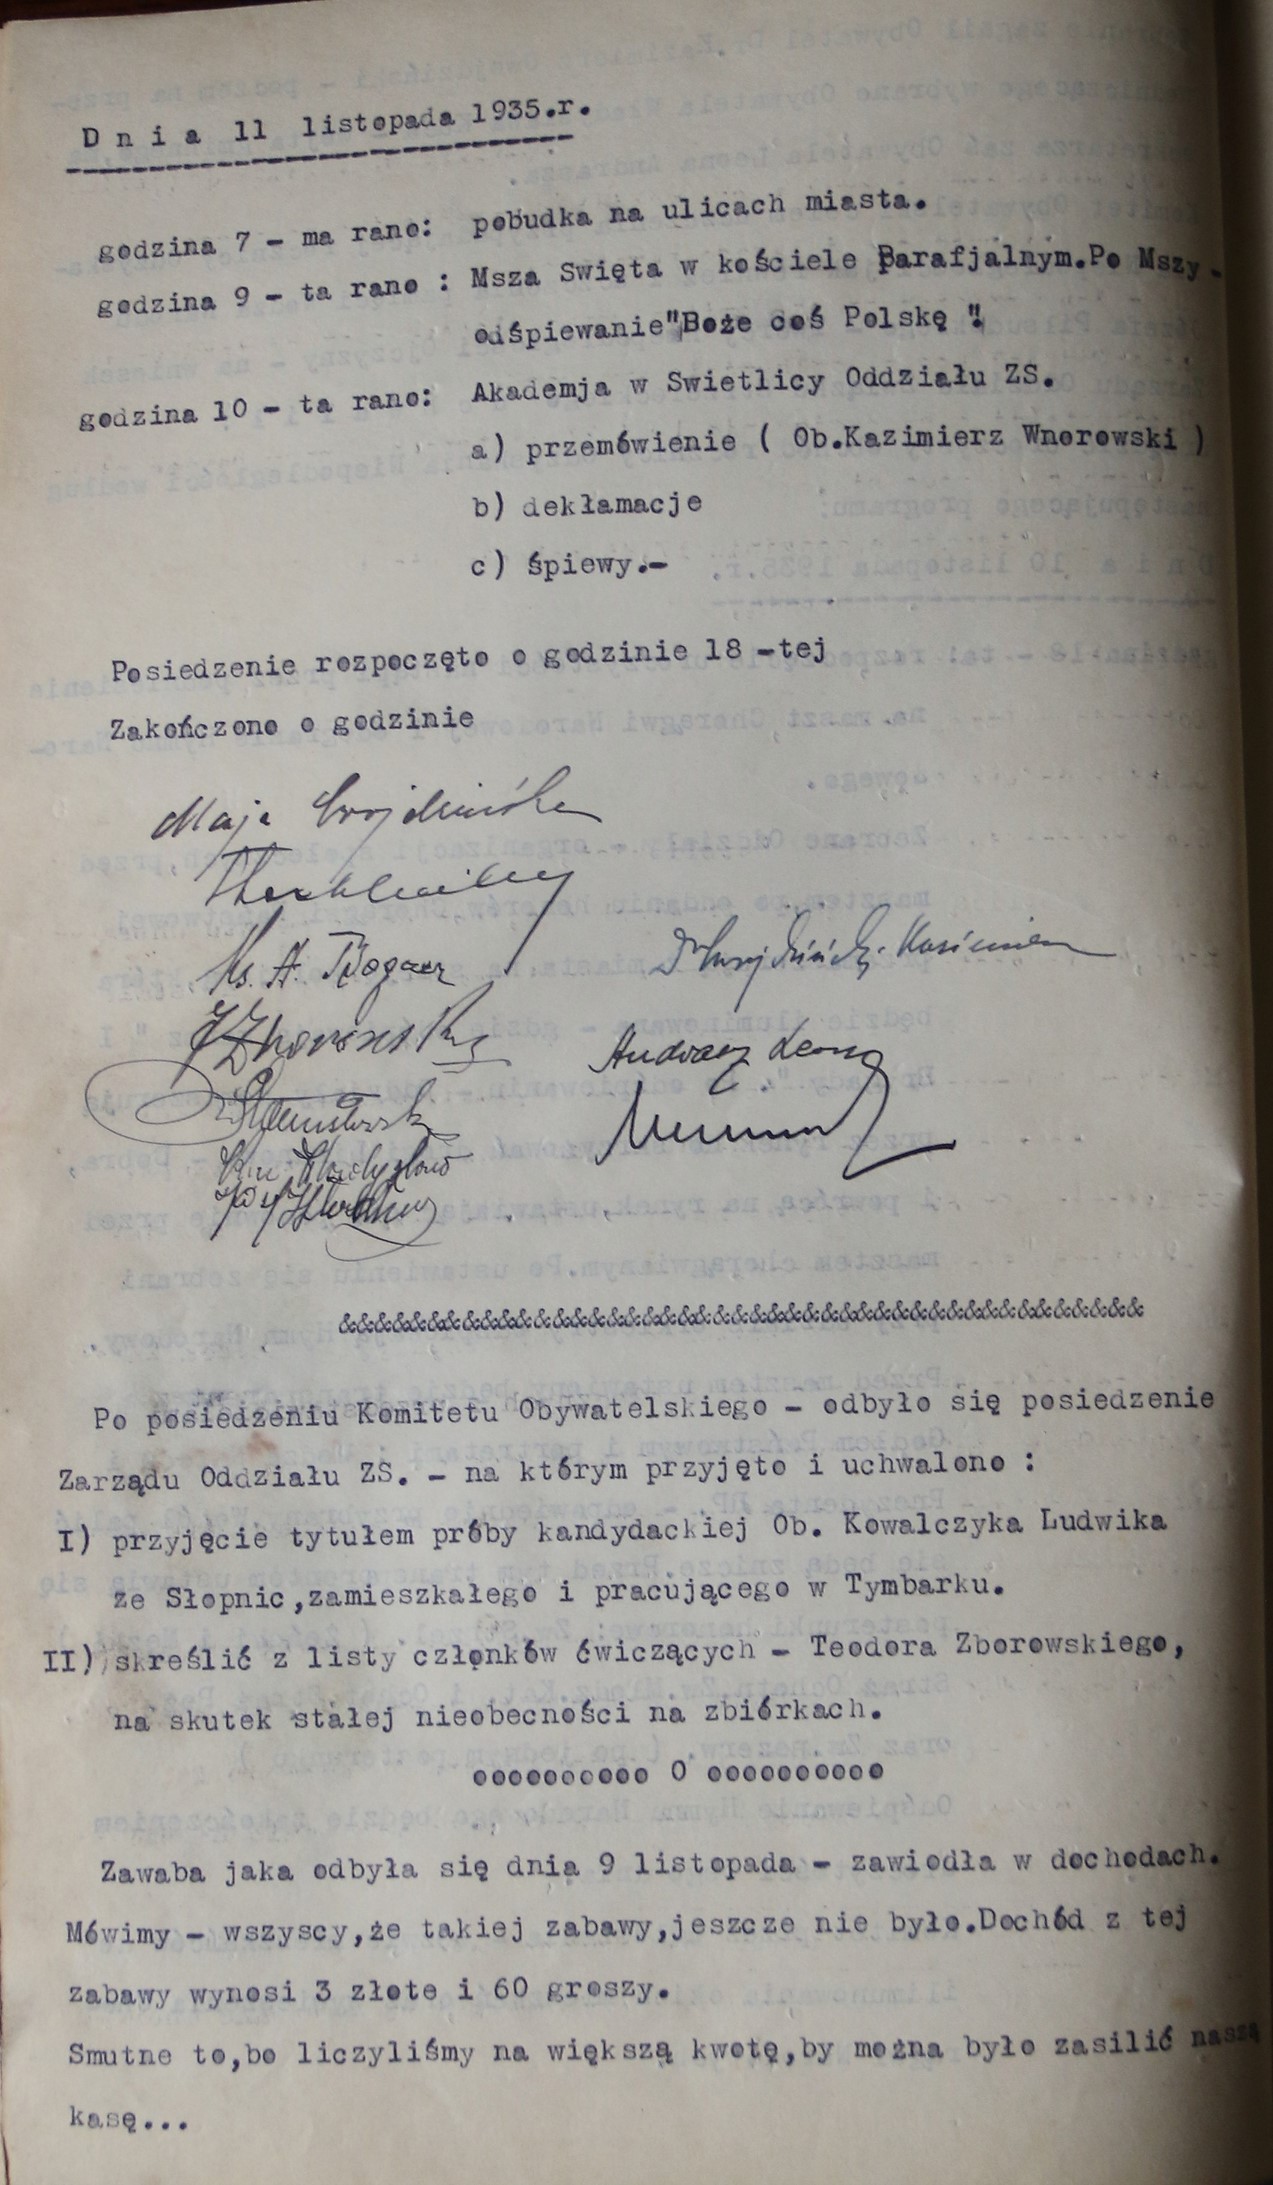 D n i a 11 listopada 1935.r.
godzina 7 - ma rano: pobudka na ulicach miasta.
godzina 9 - ta rano : Msza Swięta w kościele Parafjalnym.Po Mszy
odśpiewanie"Boże coś Polskę ".
godzina 10 - ta rano: Akademja w Swietlicy Oddziału ZS.
a) przemówienie ( Ob.Kazimierz Wnorowski )
b) dekłamacje
c) śpiewy.-
Posiedzenie rozpoczęto o godzinie 18 -tej
Zakończono o godzinie
Ks. A. Bogacz
Andrasz Leon
Władysław
&&&&&&&&&&&&&&&&&&&&&&&&&&&&&&&&&&&&&&&&&&&&&
Po posiedzeniu Komitetu Obywatelskiego - odbyło się posiedzenie
Zarządu Oddziału ZS. - na którym przyjęto i uchwalono :
I) przyjęcie tytułem próby kandydackiej Ob. Kowalczyka Ludwika
ze Słopnic,zamieszkałego i pracującego w Tymbarku.
II) skreślić z listy członków ćwiczących - Teodora Zborowskiego,
na skutek stałej nieobecności na zbiórkach.
oooooooooo O oooooooooo
Zawaba jaka odbyła się dnia 9 listopada - zawiodła w dochodach.
Mówimy - wszyscy,że takiej zabawy,jeszcze nie było.Dochód z tej
zabawy wynosi 3 złote i 60 groszy.
Smutne to,bo liczyliśmy na większą kwotę,by można było zasilić naszą
kasę...